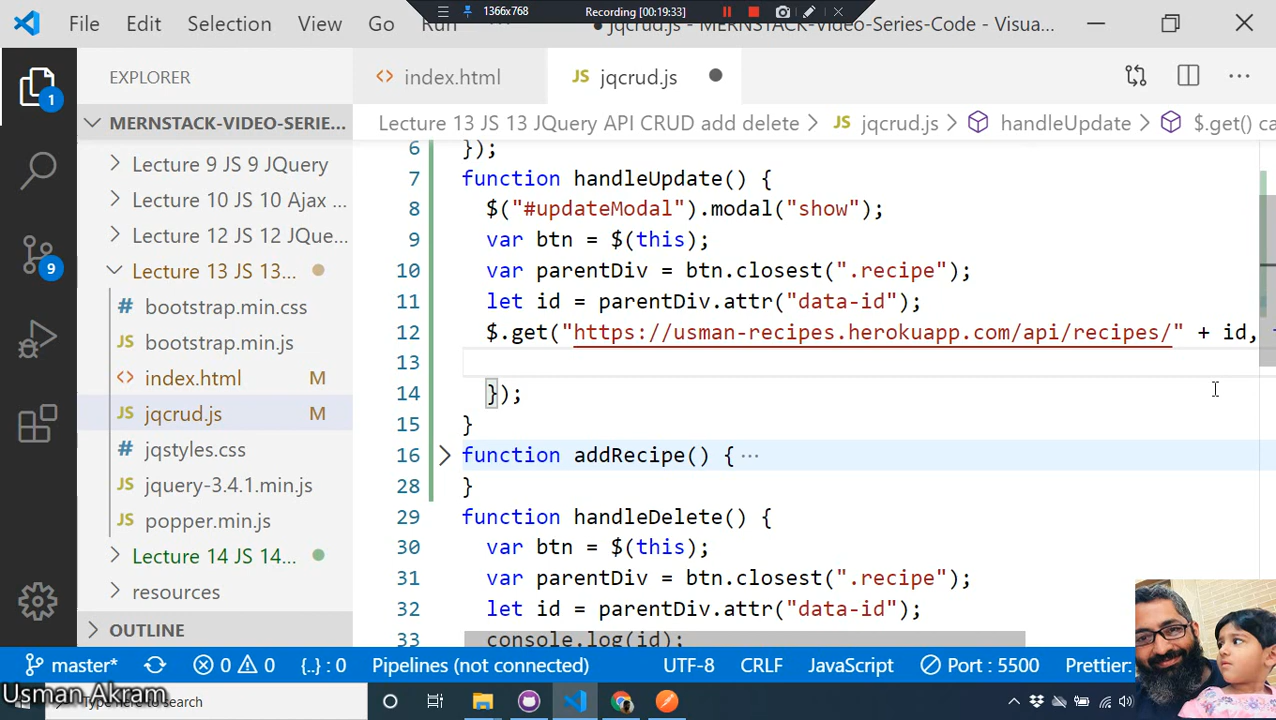 1366x768
Recording [00:19:33]
File Edit Selection View Go Run
jqcrud.js - MERNSTACK-Video-Series-Code - Visua...
EXPLORER
index.html
JS jqcrud.js
MERNSTACK-VIDEO-SERIE...
Lecture 13 JS 13 JQuery API CRUD add delete > JS jqcrud.js > handleUpdate > $.get() ca
Lecture 9 JS 9 JQuery
Lecture 10 JS 10 Ajax ...
Lecture 12 JS 12 JQue...
Lecture 13 JS 13...
# bootstrap.min.css
JS bootstrap.min.js
<> index.html M
JS jqcrud.js M
# jqstyles.css
JS jquery-3.4.1.min.js
JS popper.min.js
Lecture 14 JS 14...
resources
OUTLINE
1
9
6 });
7 function handleUpdate() {
8 $("#updateModal").modal("show");
9 var btn = $(this);
10 var parentDiv = btn.closest(".recipe");
11 let id = parentDiv.attr("data-id");
12 $.get("https://usman-recipes.herokuapp.com/api/recipes/" + id,
13
14 });
15 }
16 function addRecipe() { ...
28 }
29 function handleDelete() {
30 var btn = $(this);
31 var parentDiv = btn.closest(".recipe");
32 let id = parentDiv.attr("data-id");
33 console.log(id);
master* 0 0 {..} : 0 Pipelines (not connected) UTF-8 CRLF JavaScript Port : 5500 Prettier:
Usman Akram
here to search